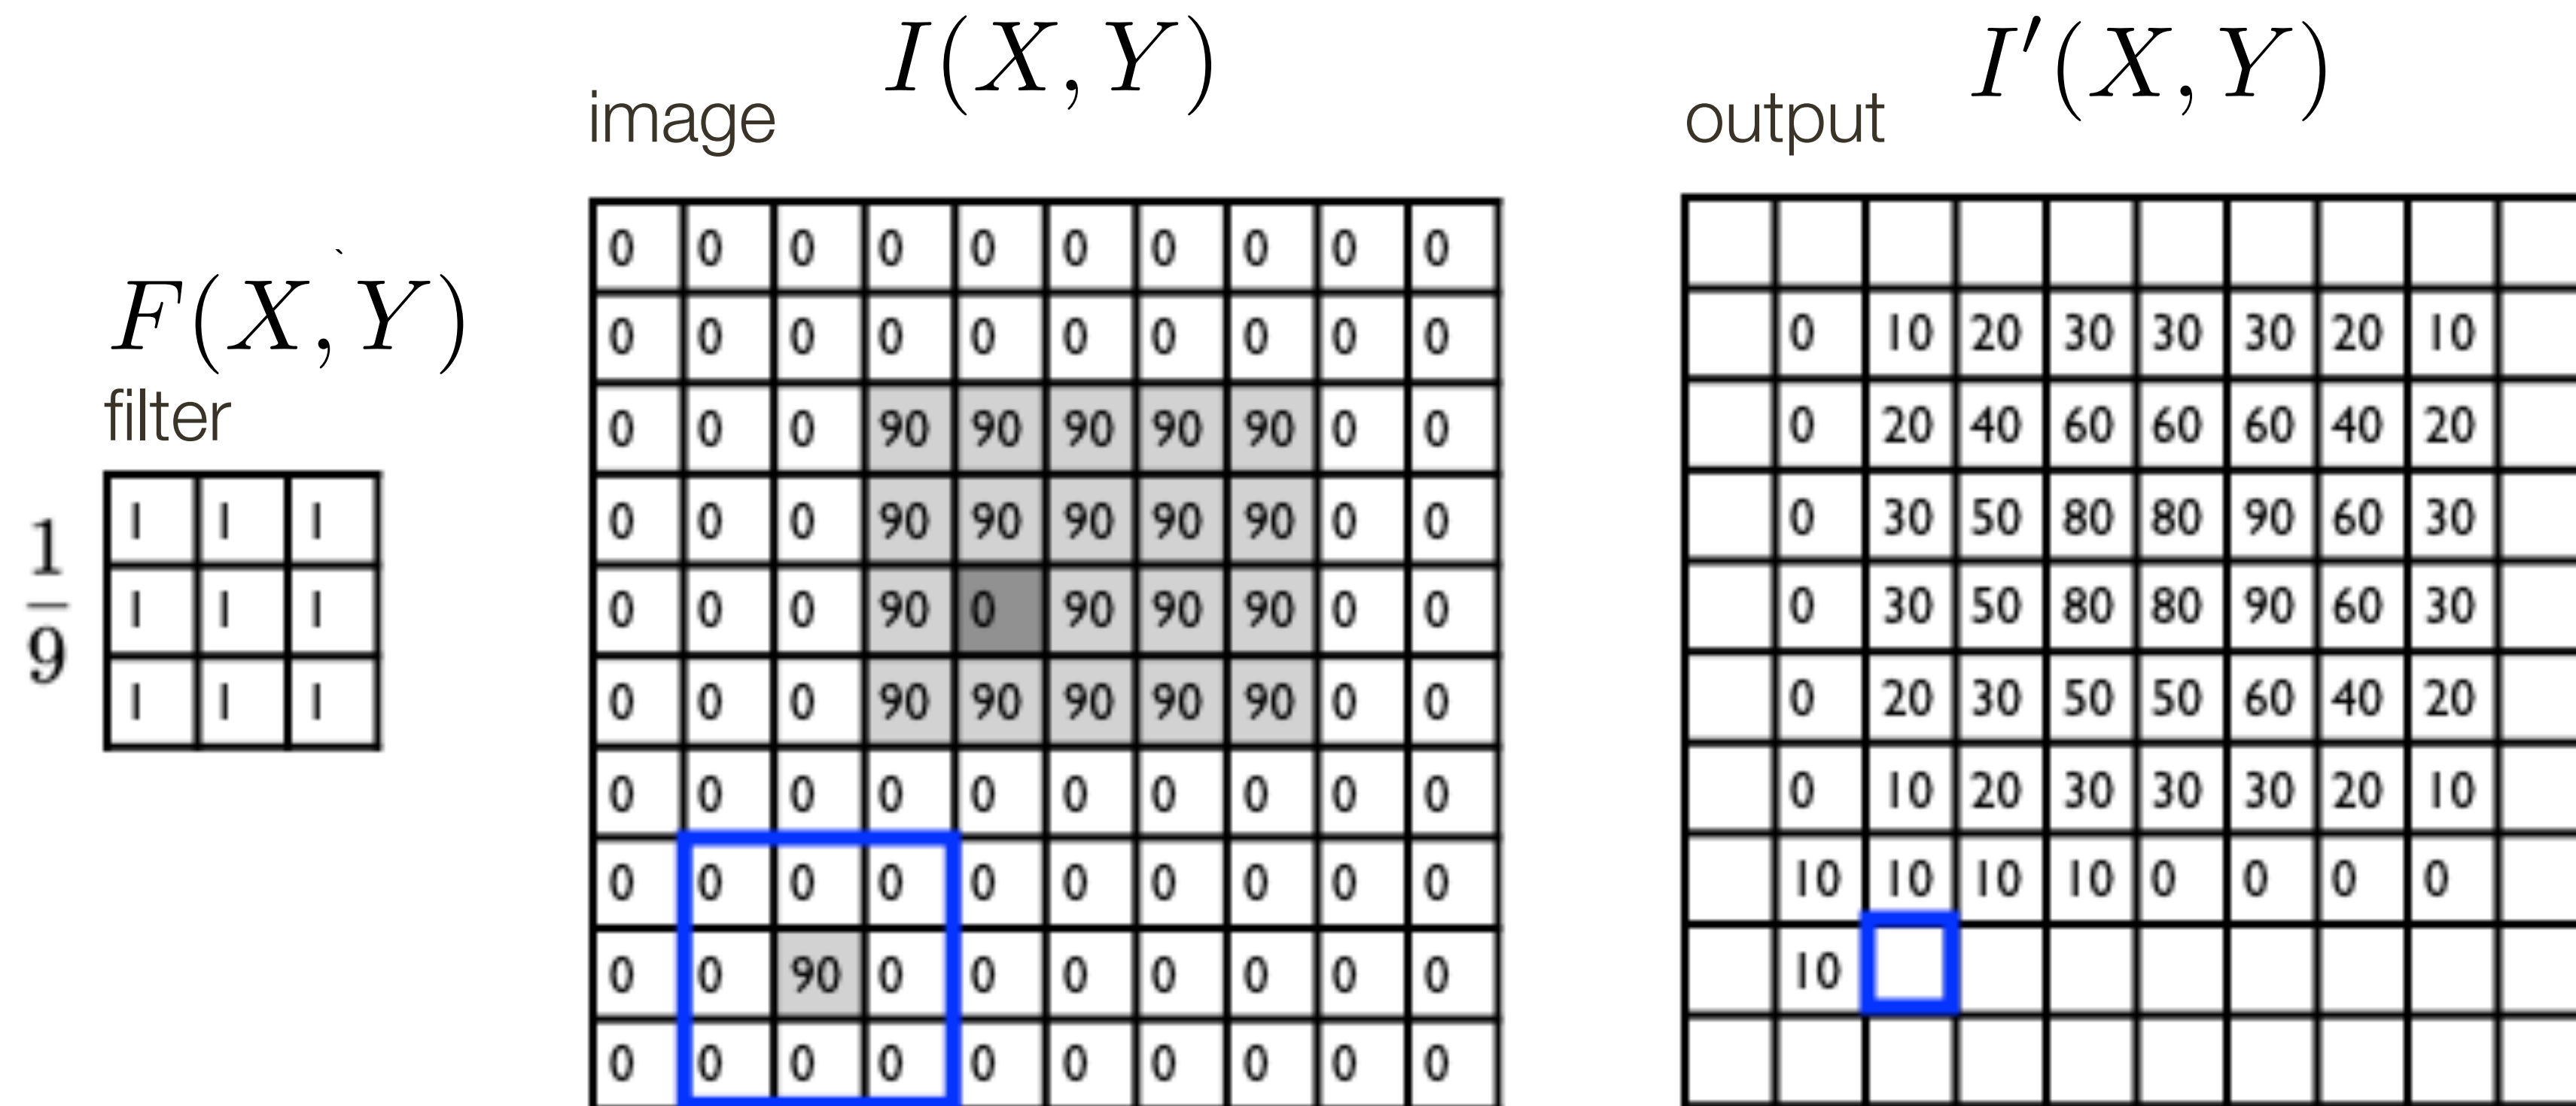 I(X, Y)
I′(X, Y)
image
output
F(X, Y)
filter
1
9
1 1 1
1 1 1
1 1 1
0 0 0 0 0 0 0 0 0 0
0 0 0 0 0 0 0 0 0 0
0 0 0 90 90 90 90 90 0 0
0 0 0 90 90 90 90 90 0 0
0 0 0 90 0 90 90 90 0 0
0 0 0 90 90 90 90 90 0 0
0 0 0 0 0 0 0 0 0 0
0 0 0 0 0 0 0 0 0 0
0 0 90 0 0 0 0 0 0 0
0 0 0 0 0 0 0 0 0 0
0 10 20 30 30 30 20 10
0 20 40 60 60 60 40 20
0 30 50 80 80 90 60 30
0 30 50 80 80 90 60 30
0 20 30 50 50 60 40 20
0 10 20 30 30 30 20 10
10 10 10 10 0 0 0 0
10